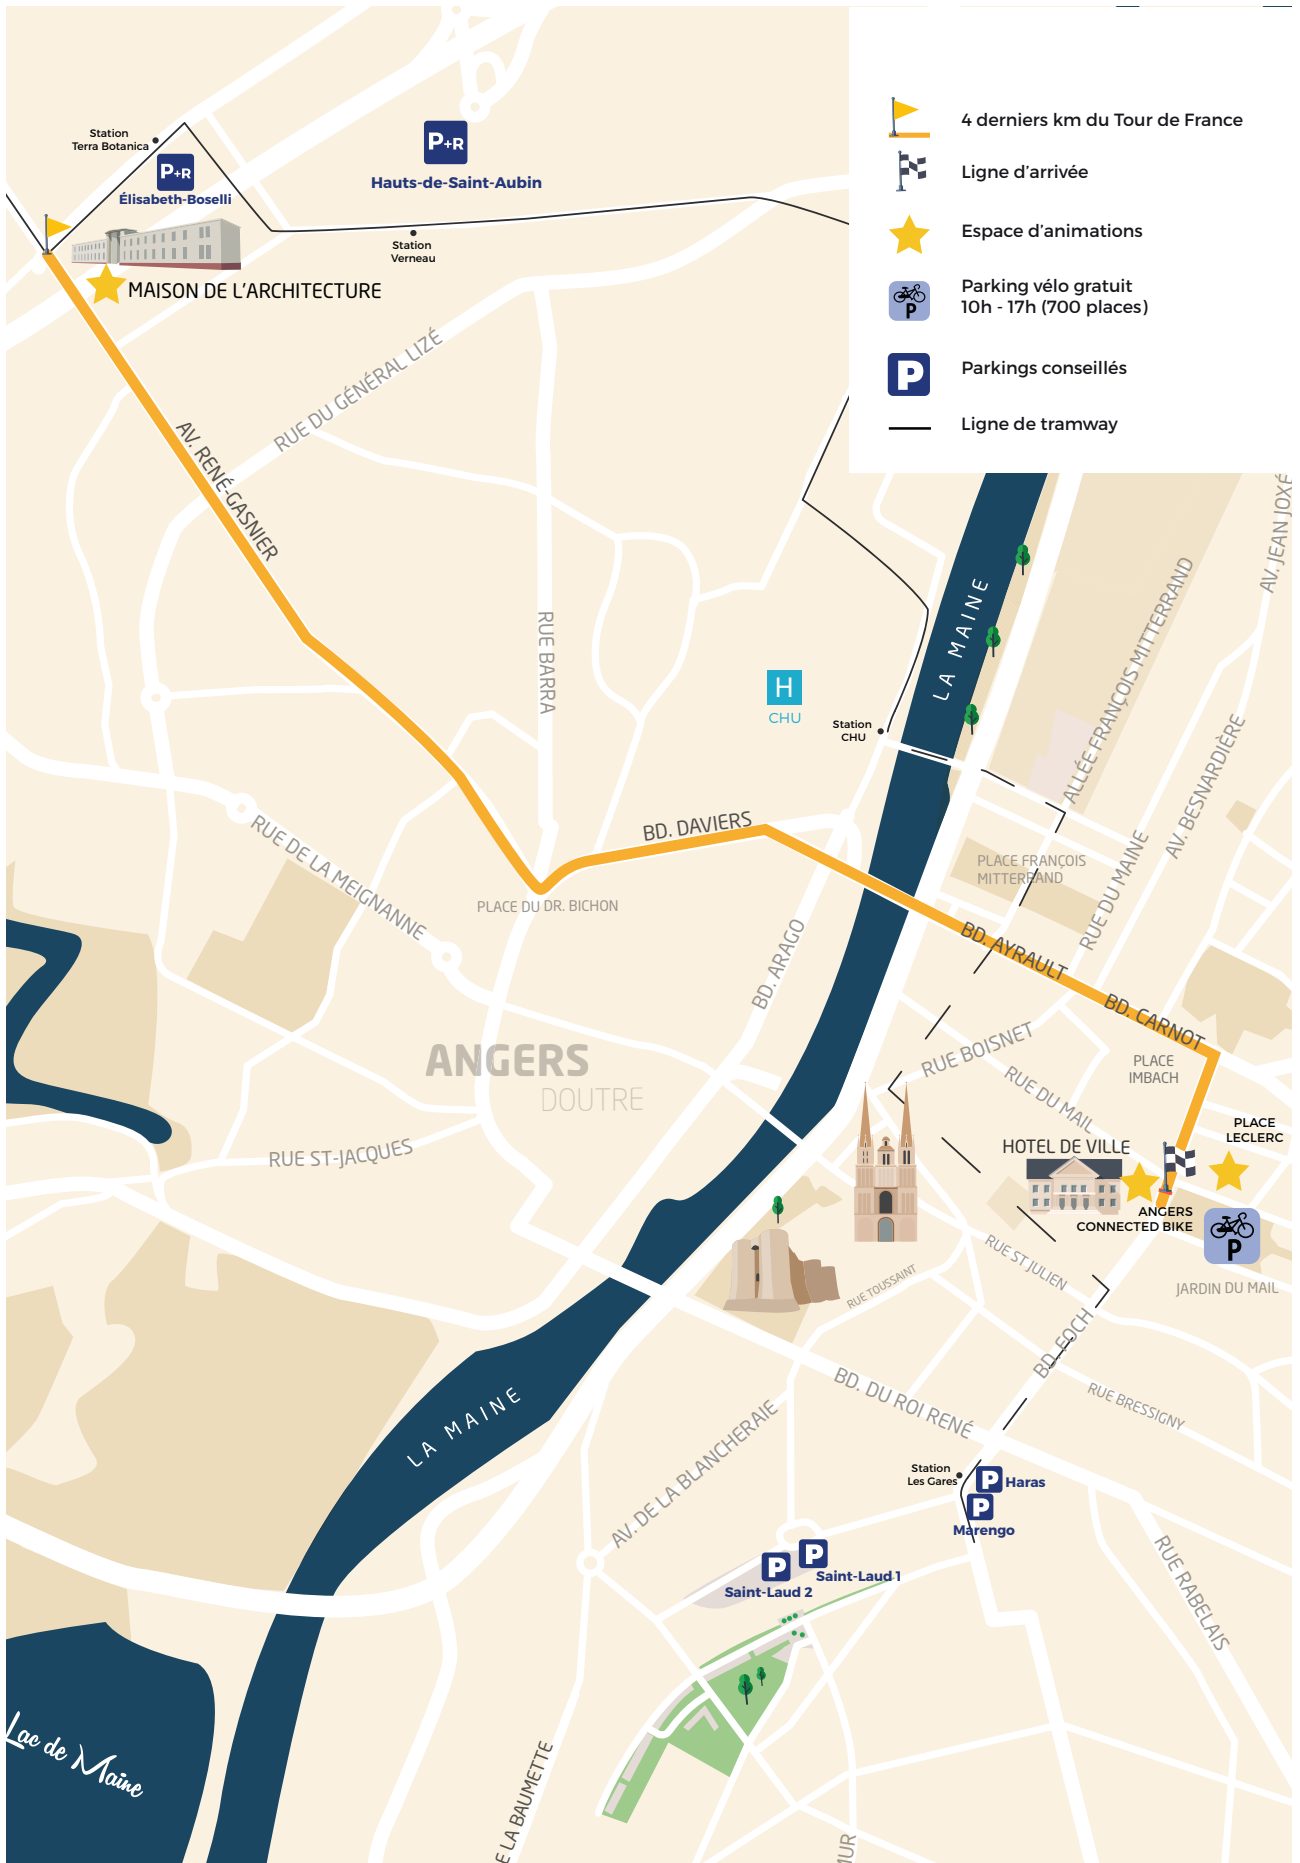 4 derniers km du Tour de France
Ligne d'arrivée
Espace d'animations
Parking vélo gratuit
10h - 17h (700 places)
P
P
Parkings conseillés
Ligne de tramway
Station
Terra Botanica
P+R
Élisabeth-Boselli
P+R
Hauts-de-Saint-Aubin
Station
Verneau
MAISON DE L'ARCHITECTURE
RUE DU GÉNÉRAL LIZÉ
AV. RENÉ-GASNIER
RUE BARRA
LA MAINE
AV. JEAN JOXÉ
ALLÉE FRANÇOIS MITTERRAND
H
CHU
Station
CHU
AV. BESNARDIÈRE
BD. DAVIERS
RUE DE LA MEIGNANNE
PLACE FRANÇOIS
MITTERRAND
RUE DU MAINE
PLACE DU DR. BICHON
BD. ARAGO
BD. AYRAULT
BD. CARNOT
ANGERS
DOUTRE
RUE BOISNET
RUE DU MAIL
PLACE
IMBACH
PLACE
LECLERC
RUE ST-JACQUES
HOTEL DE VILLE
ANGERS
CONNECTED BIKE
P
RUE ST JULIEN
RUE TOUSSAINT
JARDIN DU MAIL
BD. FOCH
BD. DU ROI RENÉ
RUE BRESSIGNY
LA MAINE
AV. DE LA BLANCHERAIE
Station
Les Gares
P
Haras
P
Marengo
P
Saint-Laud 1
P
Saint-Laud 2
RUE RABELAIS
Lac de Maine
E LA BAUMETTE
MUR